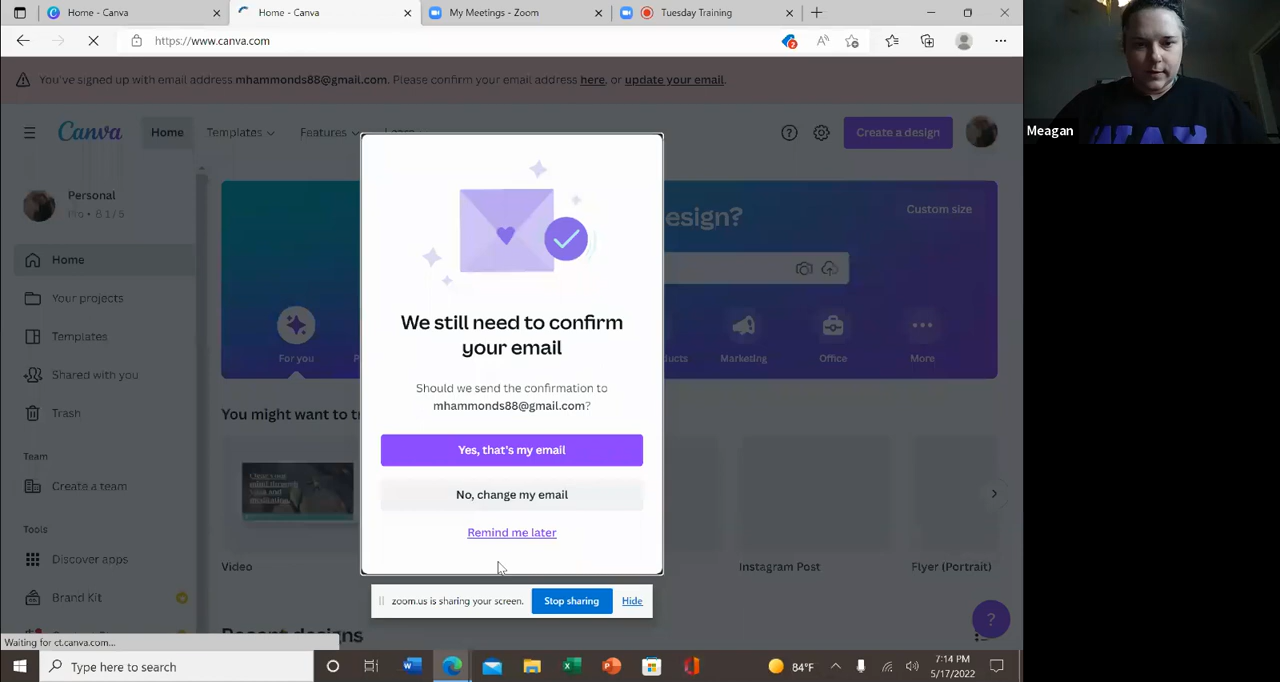 Home - Canva
Home - Canva
My Meetings - Zoom
Tuesday Training
https://www.canva.com
You've signed up with email address mhammonds88@gmail.com. Please confirm your email address here, or update your email.
Canva
Home
Templates
Features
Learn
Create a design
Personal
esign?
Custom size
Home
Your projects
Templates
Shared with you
Trash
Team
Create a team
Tools
Discover apps
Brand Kit
For you
P
ducts
Marketing
Office
More
You might want to tr
Video
Instagram Post
Flyer (Portrait)
Recent designs
We still need to confirm
your email
Should we send the confirmation to
mhammonds88@gmail.com?
Yes, that's my email
No, change my email
Remind me later
zoom.us is sharing your screen.
Stop sharing
Hide
Waiting for ct.canva.com...
Type here to search
84°F
7:14 PM
5/17/2022
Meagan